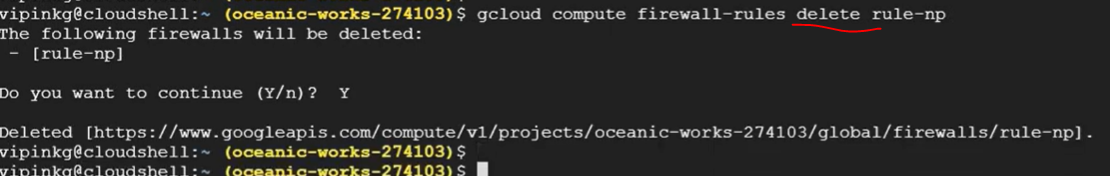 vipinkg@cloudshell:~ (oceanic-works-274103)$ gcloud compute firewall-rules delete rule-np
The following firewalls will be deleted:
 - [rule-np]
Do you want to continue (Y/n)?  Y
Deleted [https://www.googleapis.com/compute/v1/projects/oceanic-works-274103/global/firewalls/rule-np].
vipinkg@cloudshell:~ (oceanic-works-274103)$
vipinkg@cloudshell:~ (oceanic-works-274103)$